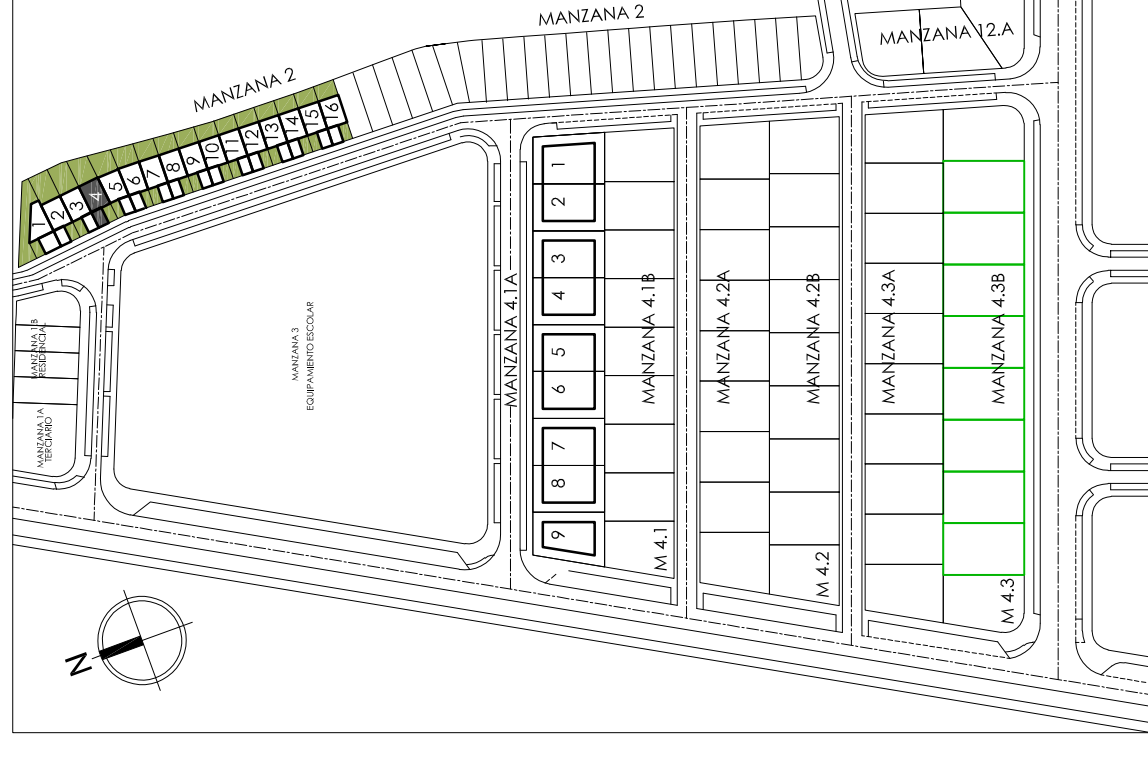 MANZANA 2
MANZANA 2
MANZANA 12.A
1
2
3
4
5
6
7
8
9
10
11
12
13
14
15
16
MANZANA 1B
RESIDENCIAL
MANZANA 1A
TERCIARIO
MANZANA 3
EQUIPAMIENTO ESCOLAR
MANZANA 4.1A
1
2
3
4
5
6
7
8
9
MANZANA 4.1B
M 4.1
MANZANA 4.2A
MANZANA 4.2B
M 4.2
MANZANA 4.3A
MANZANA 4.3B
M 4.3
N